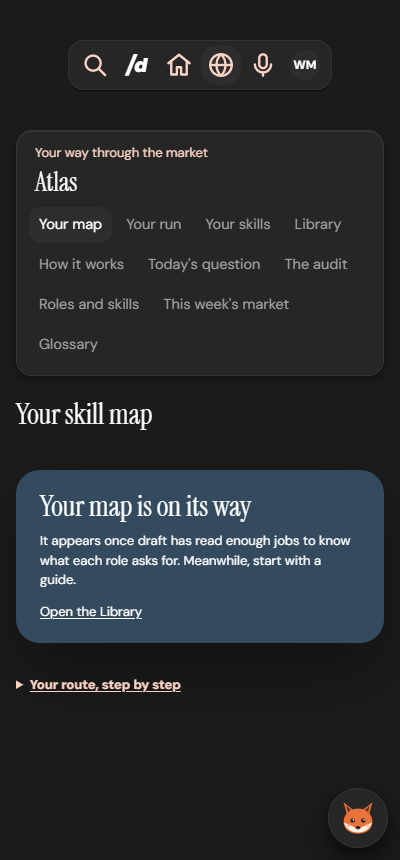 /d
WM
Your way through the market
Atlas
Your map Your run Your skills Library
How it works Today's question The audit
Roles and skills This week's market
Glossary
Your skill map
Your map is on its way
It appears once draft has read enough jobs to know
what each role asks for. Meanwhile, start with a
guide.
Open the Library
Your route, step by step